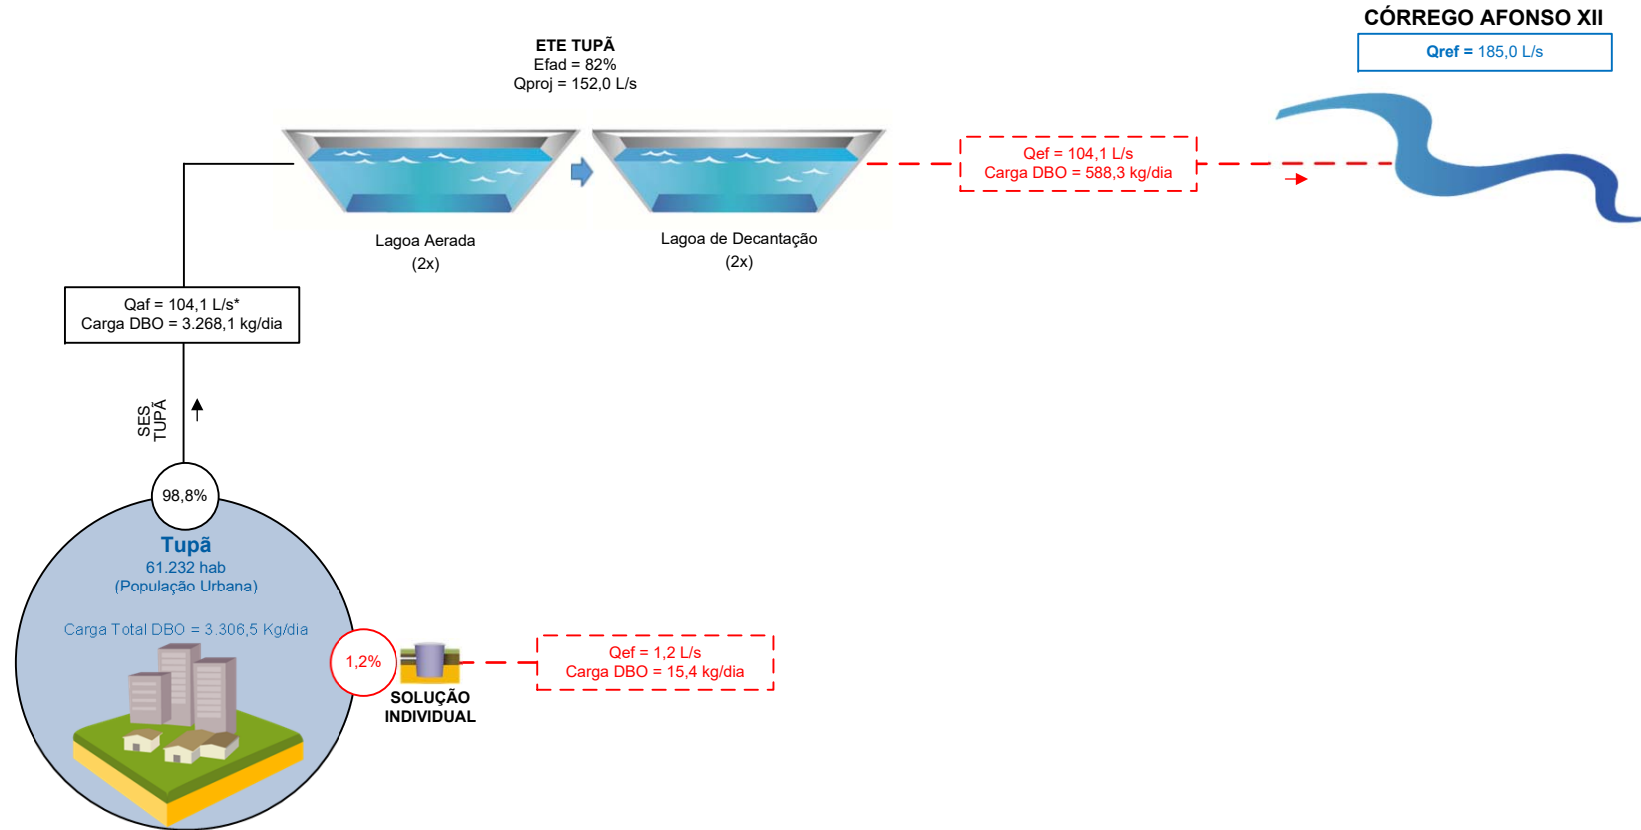 CÓRREGO AFONSO XII
Qref = 185,0 L/s
ETE TUPÃ
Efad = 82%
Qproj = 152,0 L/s
Qef = 104,1 L/s
Carga DBO = 588,3 kg/dia
Lagoa Aerada
(2x)
Lagoa de Decantação
(2x)
Qaf = 104,1 L/s*
Carga DBO = 3.268,1 kg/dia
SES
TUPÃ
98,8%
Tupã
61.232 hab
(População Urbana)
Carga Total DBO = 3.306,5 Kg/dia
1,2%
SOLUÇÃO
INDIVIDUAL
Qef = 1,2 L/s
Carga DBO = 15,4 kg/dia